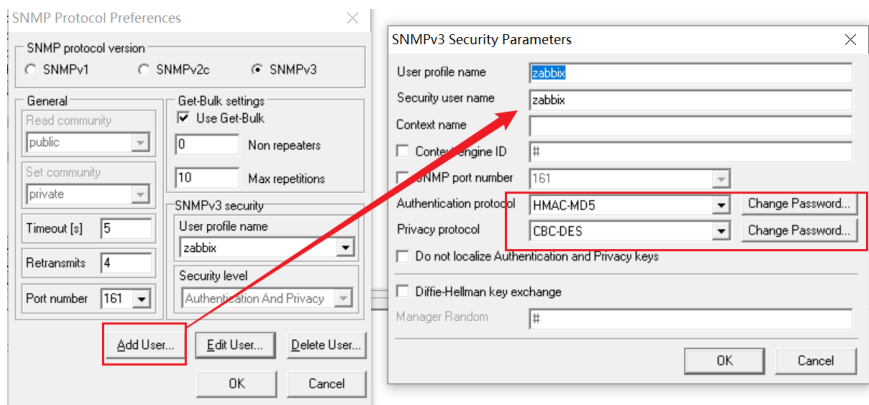 SNMP Protocol Preferences
SNMP protocol version
SNMPv1
SNMPv2c
SNMPv3
General
Read community
public
Set community
private
Timeout [s] 5
Retransmits 4
Port number 161
Get-Bulk settings
Use Get-Bulk
0 Non repeaters
10 Max repetitions
SNMPv3 security
User profile name
zabbix
Security level
Authentication And Privacy
Add User...
Edit User...
Delete User...
OK
Cancel
SNMPv3 Security Parameters
User profile name zabbix
Security user name zabbix
Context name
Context engine ID #
SNMP port number 161
Authentication protocol HMAC-MD5 Change Password...
Privacy protocol CBC-DES Change Password...
Do not localize Authentication and Privacy keys
Diffie-Hellman key exchange
Manager Random #
OK
Cancel